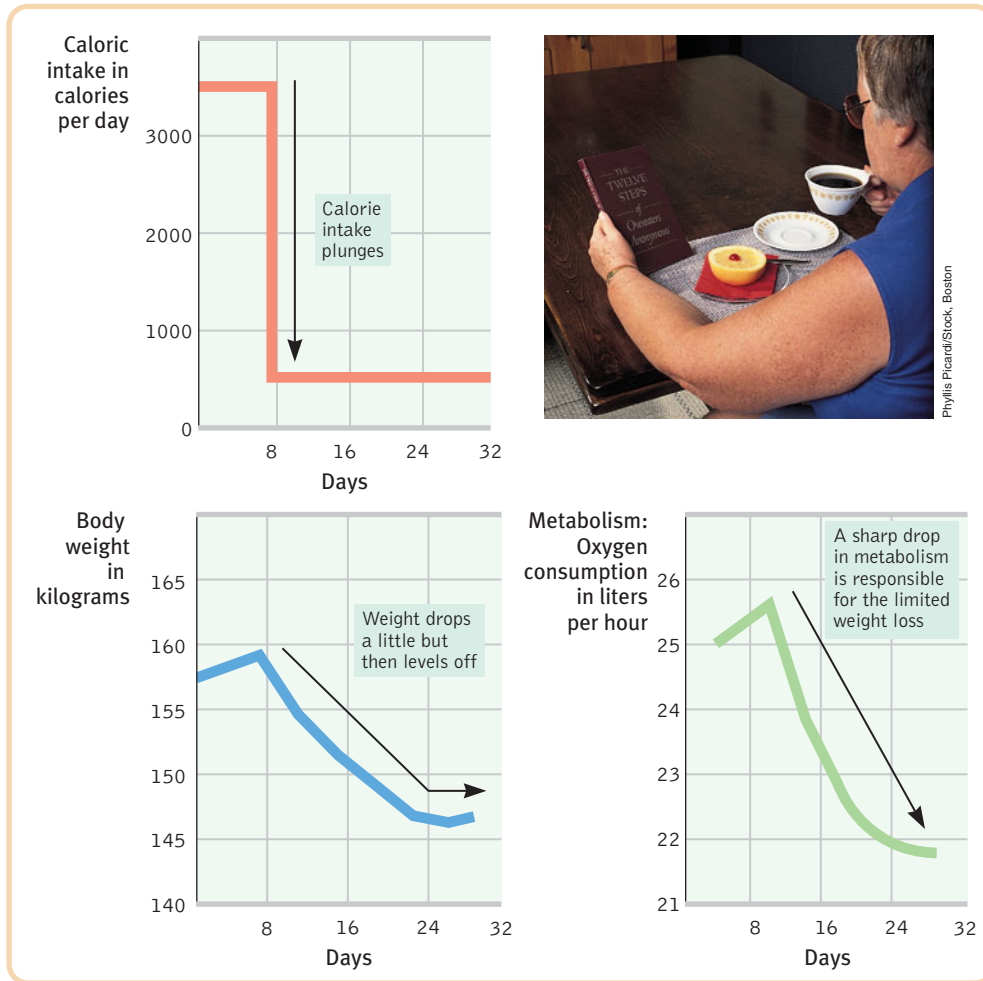 Caloric
intake in
calories
per day
3000
2000
1000
0
Calorie
intake
plunges
8 16 24 32
Days
THE
TWELVE
STEPS
of
Overeaters
Anonymous
Phyllis Picardi/Stock, Boston
Body
weight
in
kilograms
165
160
155
150
145
140
Weight drops
a little but
then levels off
8 16 24 32
Days
Metabolism:
Oxygen
consumption
in liters
per hour
26
25
24
23
22
21
A sharp drop
in metabolism
is responsible
for the limited
weight loss
8 16 24 32
Days